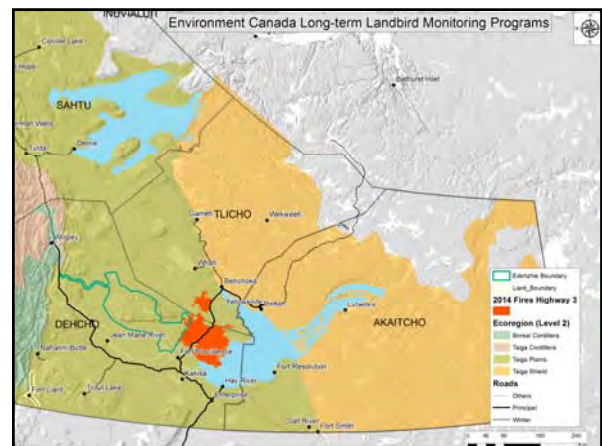 Environment Canada Long-term Landbird Monitoring Programs
INUVIALUIT
Colville Lake
Hope
Bathurst Inlet
SAHTU
Tulita
Deline
TLICHO
Gameti
Wekweeti
Wrigley
Whati
Behchoko
Yellowknife
DEHCHO
Jean Marie River
Fort Providence
Lutselk'e
AKAITCHO
Nahanni Butte
Kakisa
Hay River
Fort Resolution
Fort Liard
Trout Lake
Enterprise
Salt River
Fort Smith
Edehzhie Boundary
Liard_Boundary
2014 Fires Highway 3
Ecoregion (Level 2)
Boreal Cordillera
Taiga Cordillera
Taiga Plains
Taiga Shield
Roads
Others
Principal
Winter